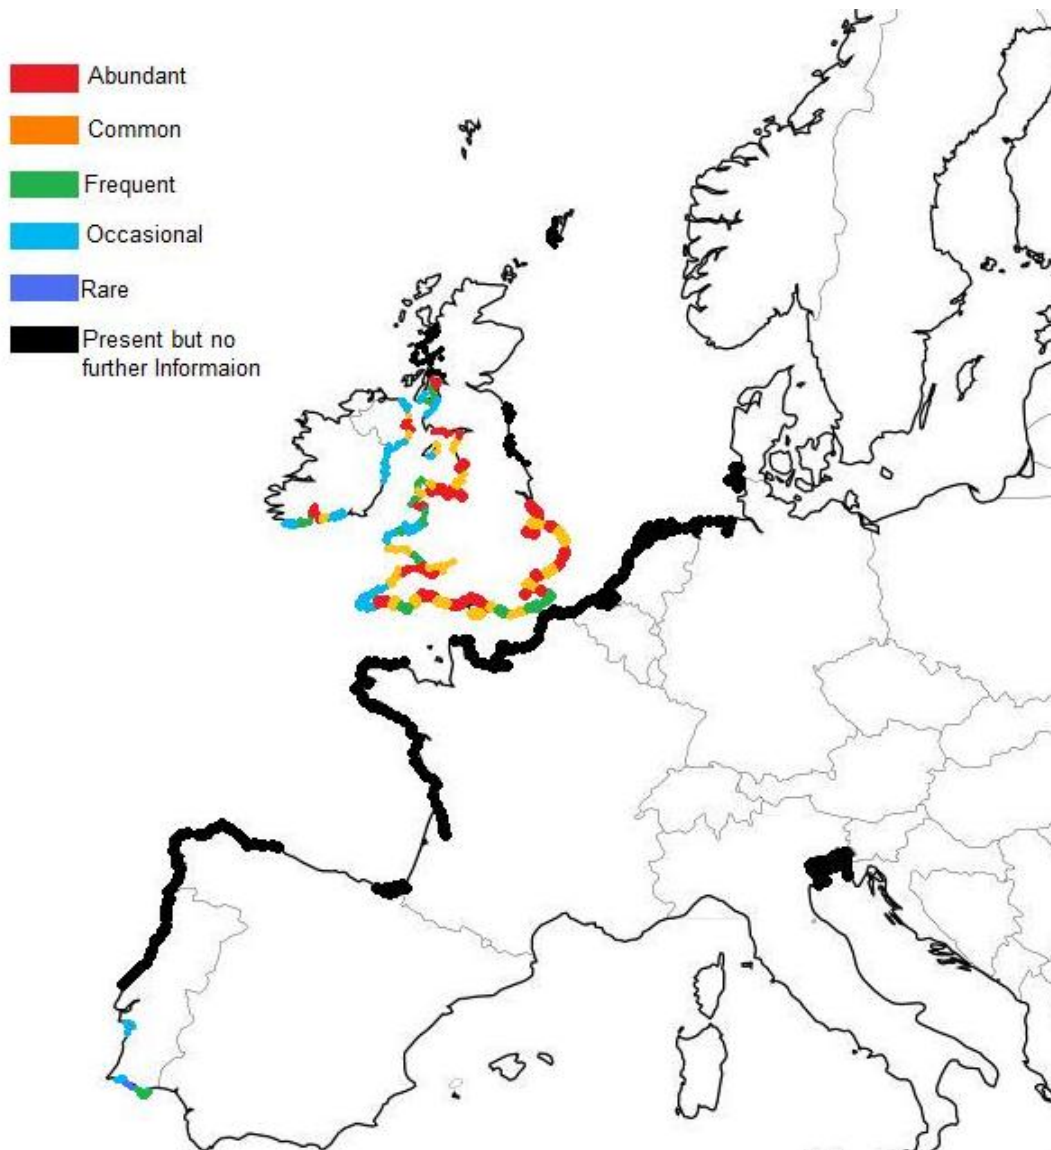 Abundant
Common
Frequent
Occasional
Rare
Present but no
further Informaion